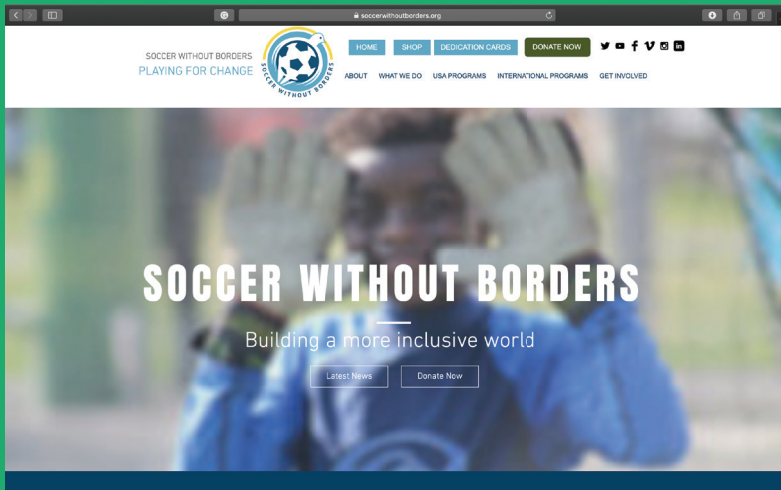 soccerwithoutborders.org
SOCCER WITHOUT BORDERS
PLAYING FOR CHANGE
SOCCER WITHOUT BORDERS
HOME SHOP DEDICATION CARDS DONATE NOW
ABOUT WHAT WE DO USA PROGRAMS INTERNATIONAL PROGRAMS GET INVOLVED
SOCCER WITHOUT BORDERS
Building a more inclusive world
Latest News Donate Now